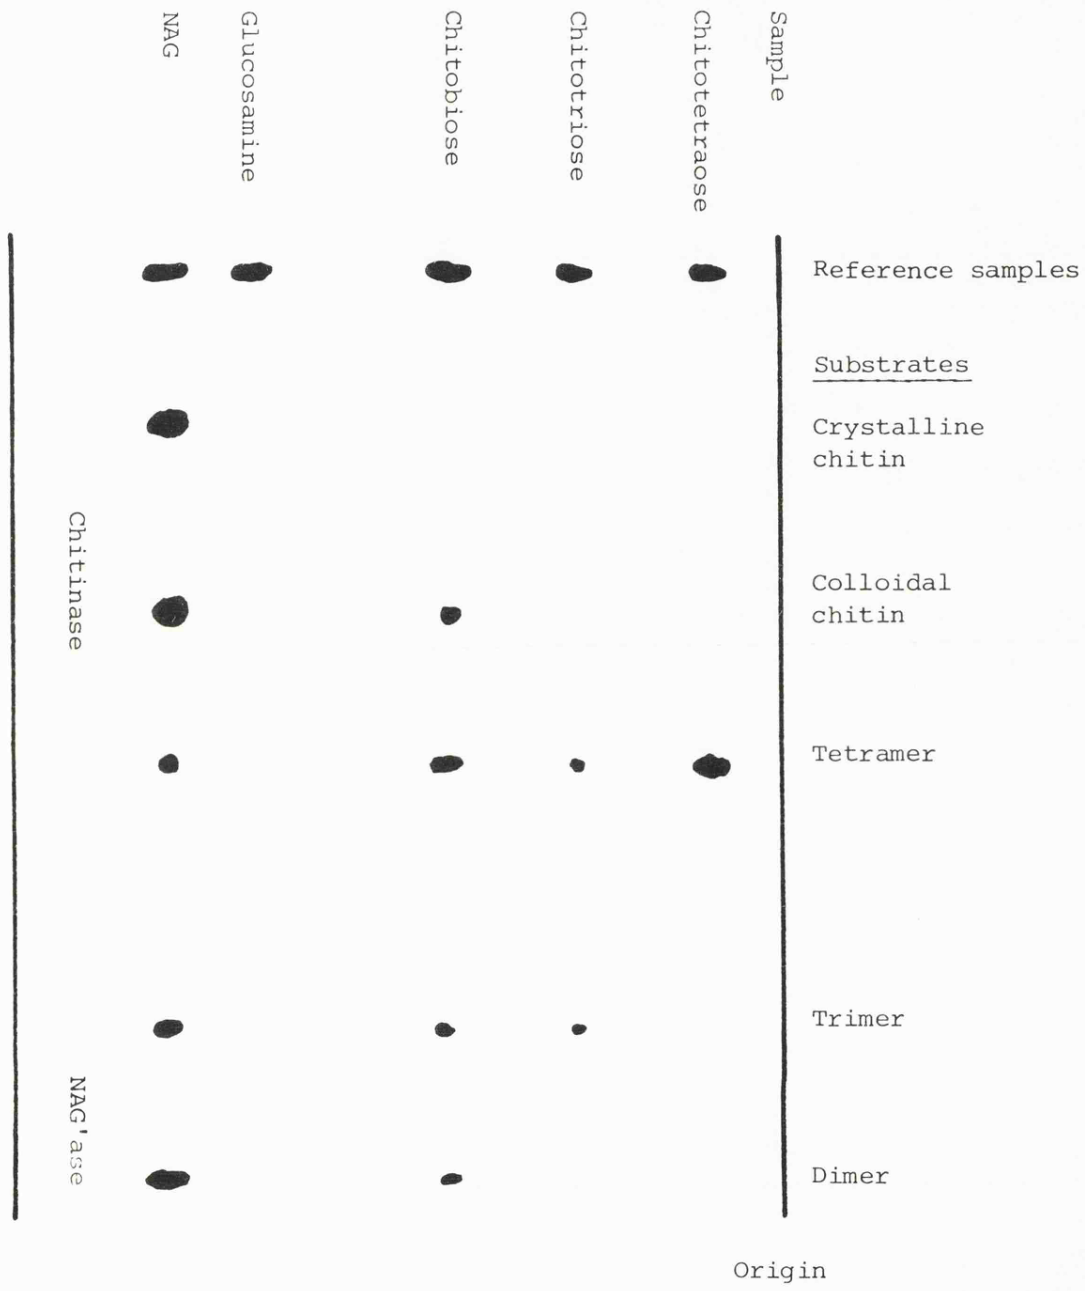 NAG
Glucosamine
Chitobiose
Chitotriose
Chitotetraose
Sample
Reference samples
Substrates
Crystalline
chitin
Colloidal
chitin
Chitinase
Tetramer
Trimer
NAG'ase
Dimer
Origin